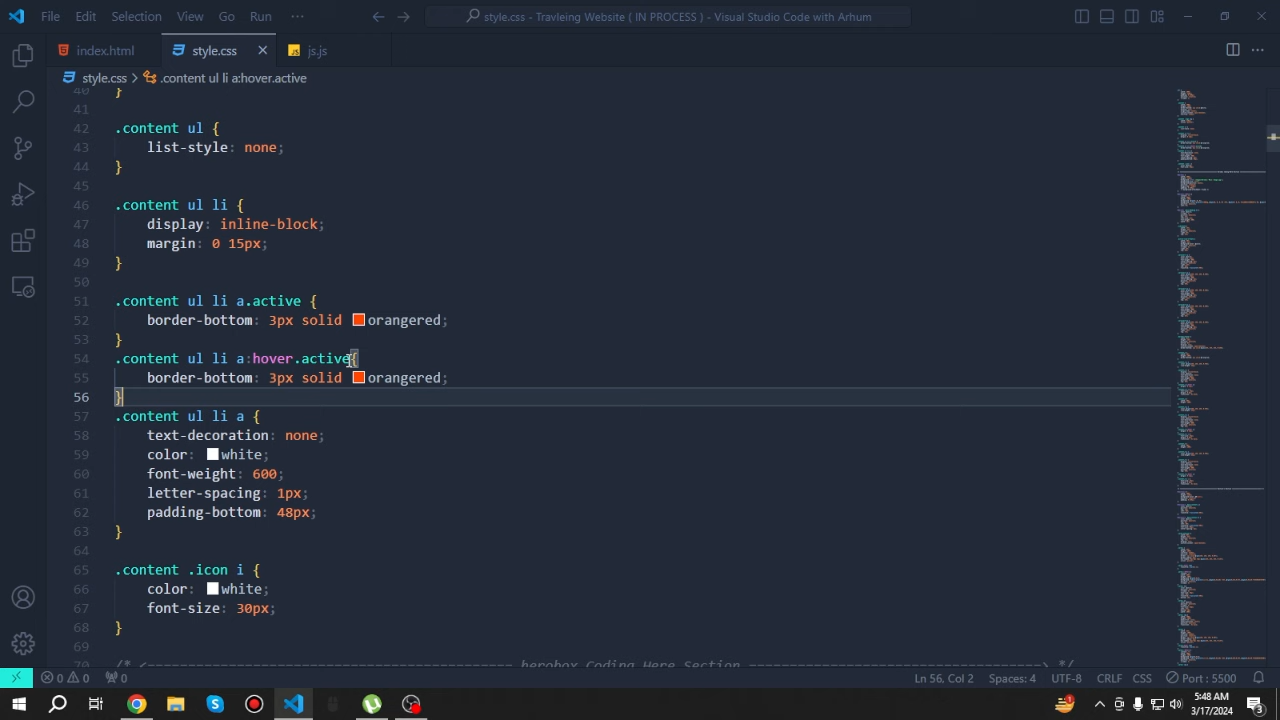 File Edit Selection View Go Run ··· style.css - Travleing Website ( IN PROCESS ) - Visual Studio Code with Arhum
index.html style.css js.js
style.css > .content ul li a:hover.active
40 }
41
42 .content ul {
43 list-style: none;
44 }
45
46 .content ul li {
47 display: inline-block;
48 margin: 0 15px;
49 }
50
51 .content ul li a.active {
52 border-bottom: 3px solid orangered;
53 }
54 .content ul li a:hover.active{
55 border-bottom: 3px solid orangered;
56 }
57 .content ul li a {
58 text-decoration: none;
59 color: white;
60 font-weight: 600;
61 letter-spacing: 1px;
62 padding-bottom: 48px;
63 }
64
65 .content .icon i {
66 color: white;
67 font-size: 30px;
68 }
69
70 herobox Coding Here Section
0 0 0 Ln 56, Col 2 Spaces: 4 UTF-8 CRLF CSS Port : 5500
5:48 AM
3/17/2024